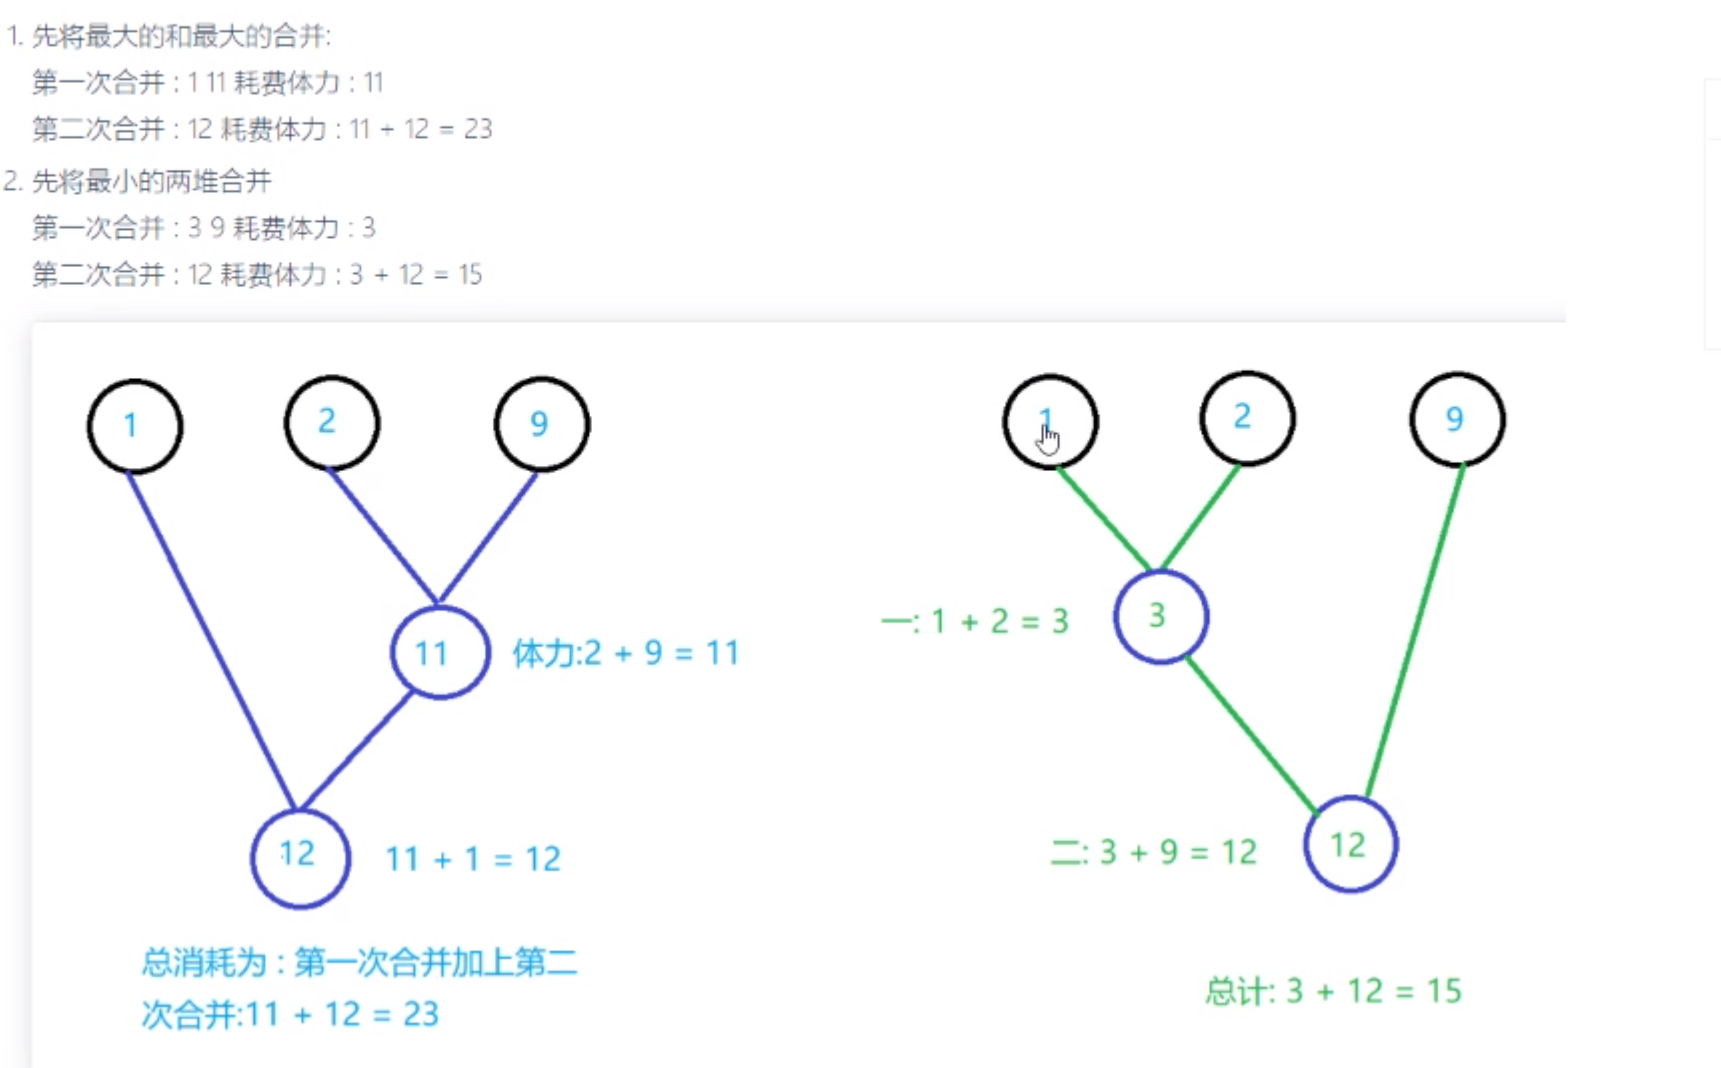 1. 先将最大的和最大的合并:
第一次合并 : 1 11 耗费体力 : 11
第二次合并 : 12 耗费体力 : 11 + 12 = 23
2. 先将最小的两堆合并
第一次合并 : 3 9 耗费体力 : 3
第二次合并 : 12 耗费体力 : 3 + 12 = 15
1
2
9
11
体力:2 + 9 = 11
12
11 + 1 = 12
总消耗为 : 第一次合并加上第二
次合并:11 + 12 = 23
1
2
9
一: 1 + 2 = 3
3
二: 3 + 9 = 12
12
总计: 3 + 12 = 15